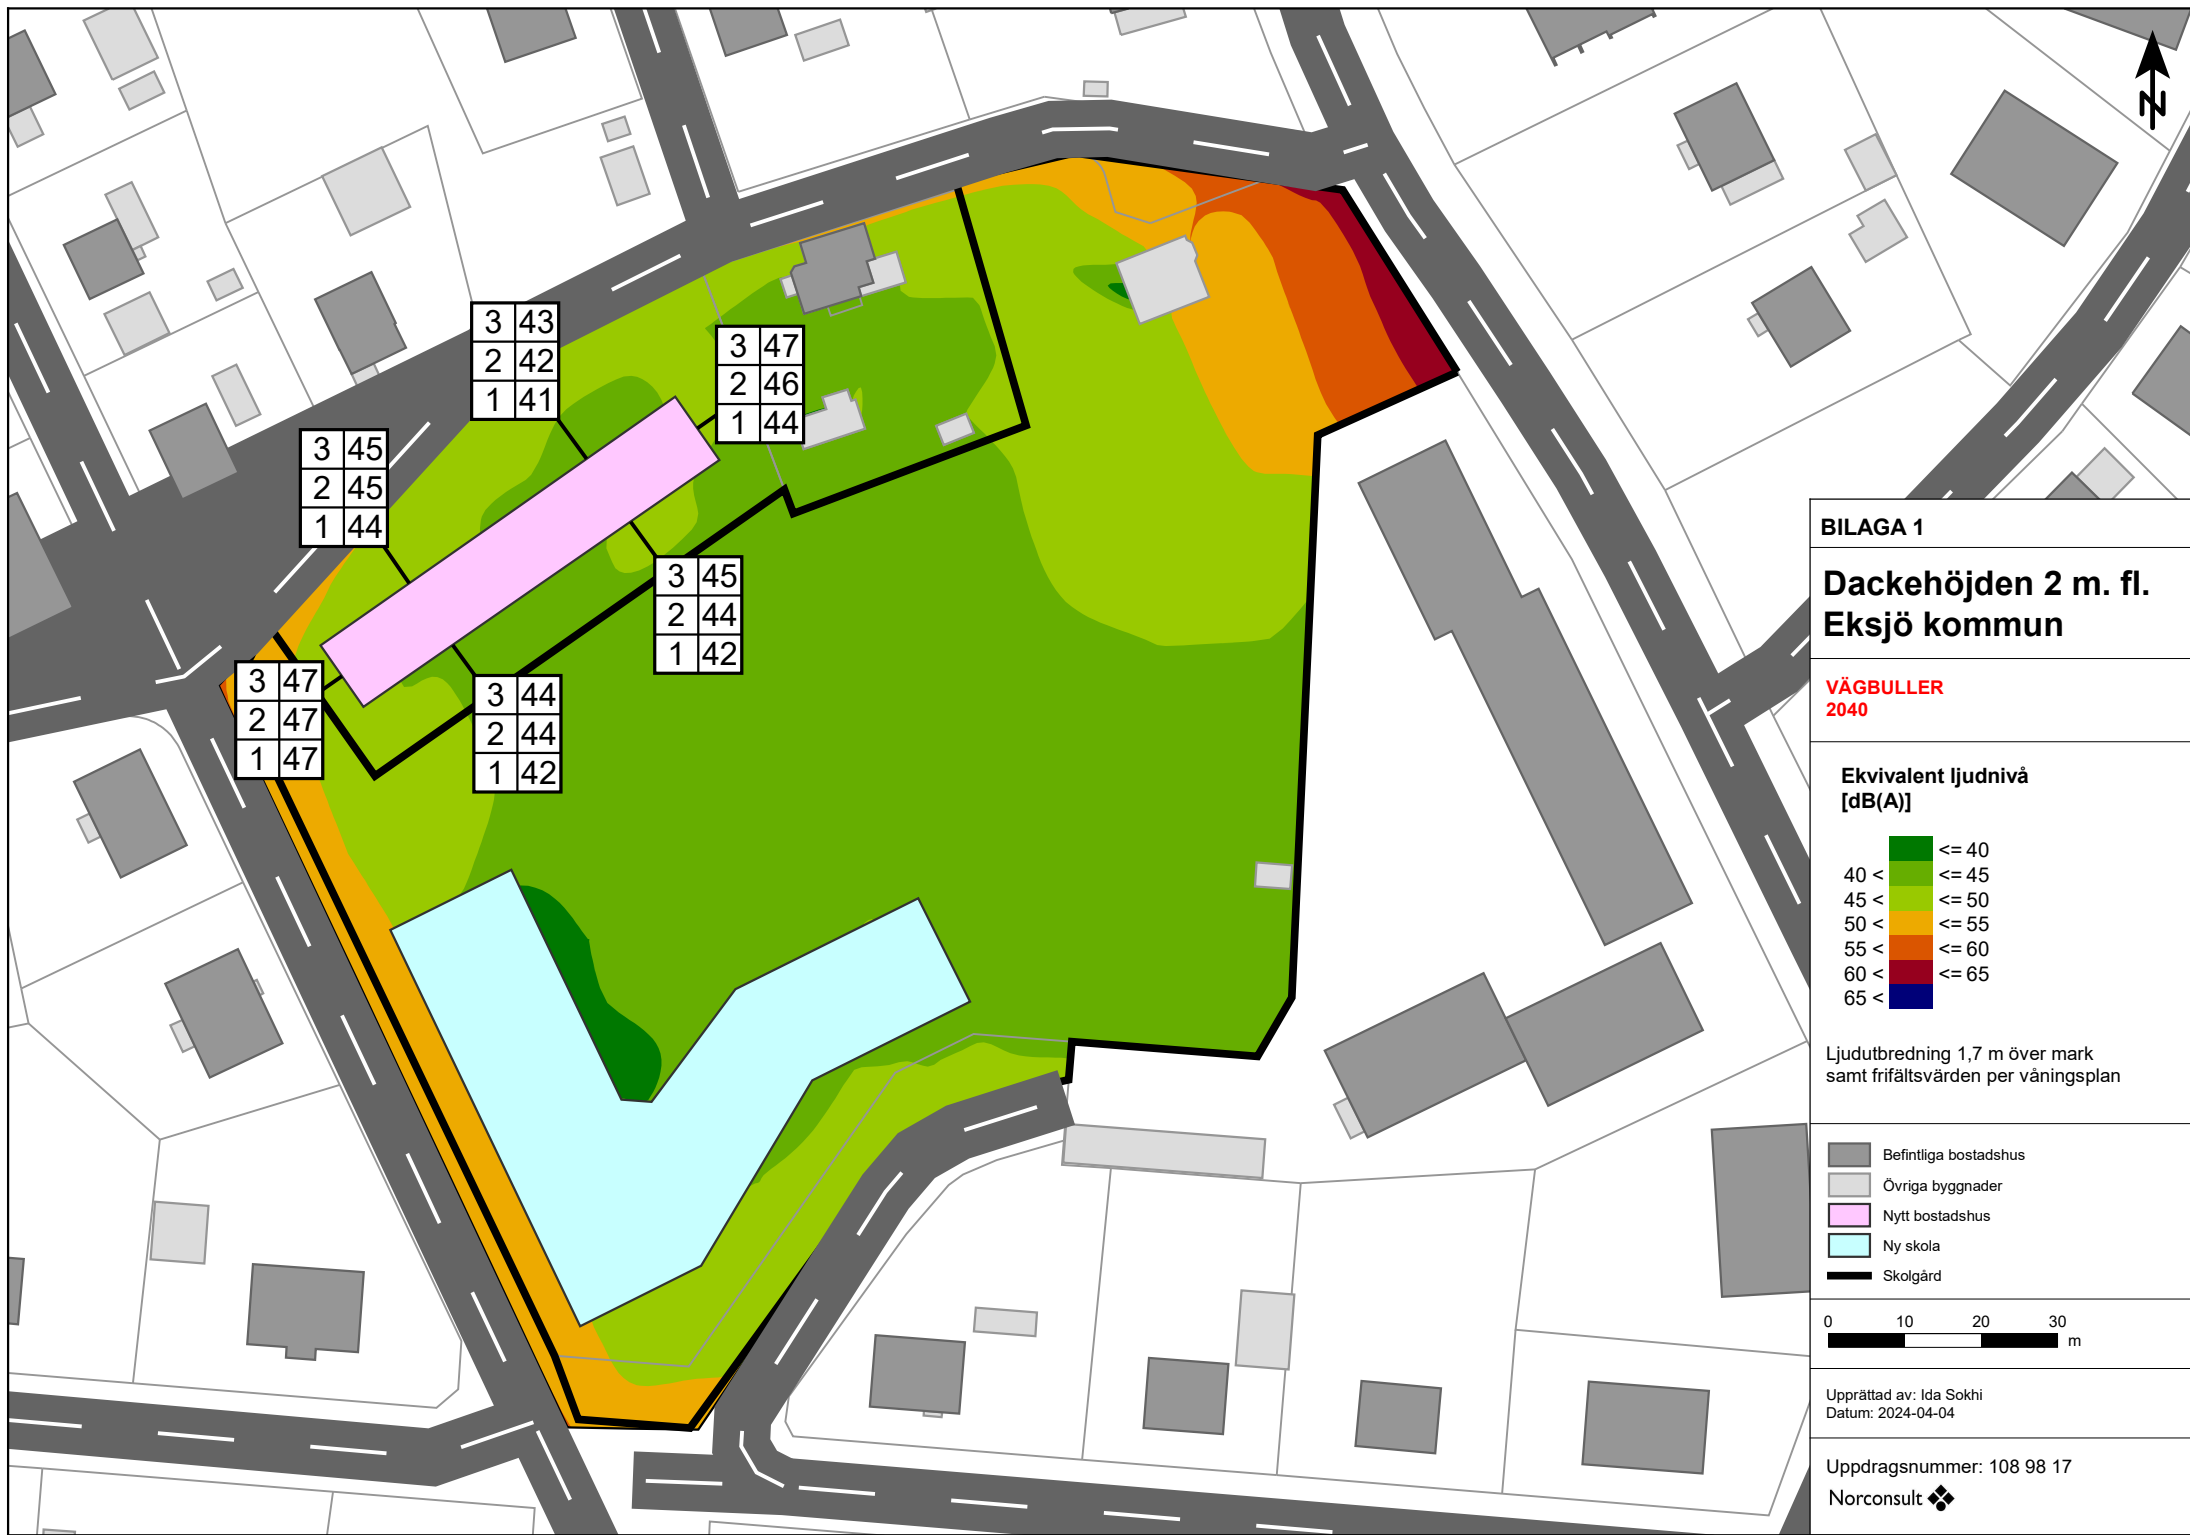 N
3 43
2 42
1 41
3 47
2 46
1 44
3 45
2 45
1 44
3 45
2 44
1 42
3 47
2 47
1 47
3 44
2 44
1 42
BILAGA 1
Dackehöjden 2 m. fl.
Eksjö kommun
VÄGBULLER
2040
Ekvivalent ljudnivå
[dB(A)]
<= 40
40 < <= 45
45 < <= 50
50 < <= 55
55 < <= 60
60 < <= 65
65 <
Ljudutbredning 1,7 m över mark
samt frifältsvärden per våningsplan
Befintliga bostadshus
Övriga byggnader
Nytt bostadshus
Ny skola
Skolgård
0 10 20 30
m
Upprättad av: Ida Sokhi
Datum: 2024-04-04
Uppdragsnummer: 108 98 17
Norconsult